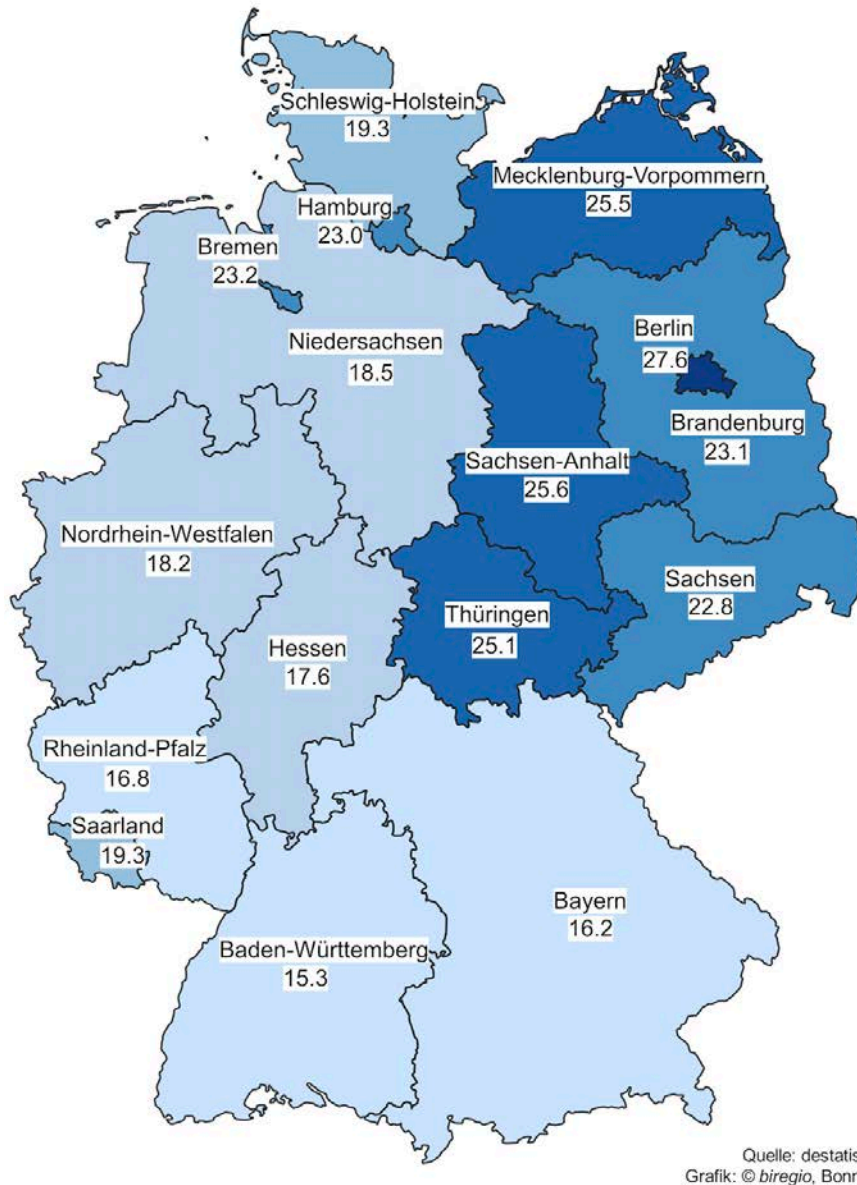 Schleswig-Holstein
19.3
Mecklenburg-Vorpommern
25.5
Hamburg
23.0
Bremen
23.2
Berlin
27.6
Niedersachsen
18.5
Brandenburg
23.1
Sachsen-Anhalt
25.6
Nordrhein-Westfalen
18.2
Sachsen
22.8
Thüringen
25.1
Hessen
17.6
Rheinland-Pfalz
16.8
Saarland
19.3
Bayern
16.2
Baden-Württemberg
15.3
Quelle: destatis
Grafik: © biregio, Bonn